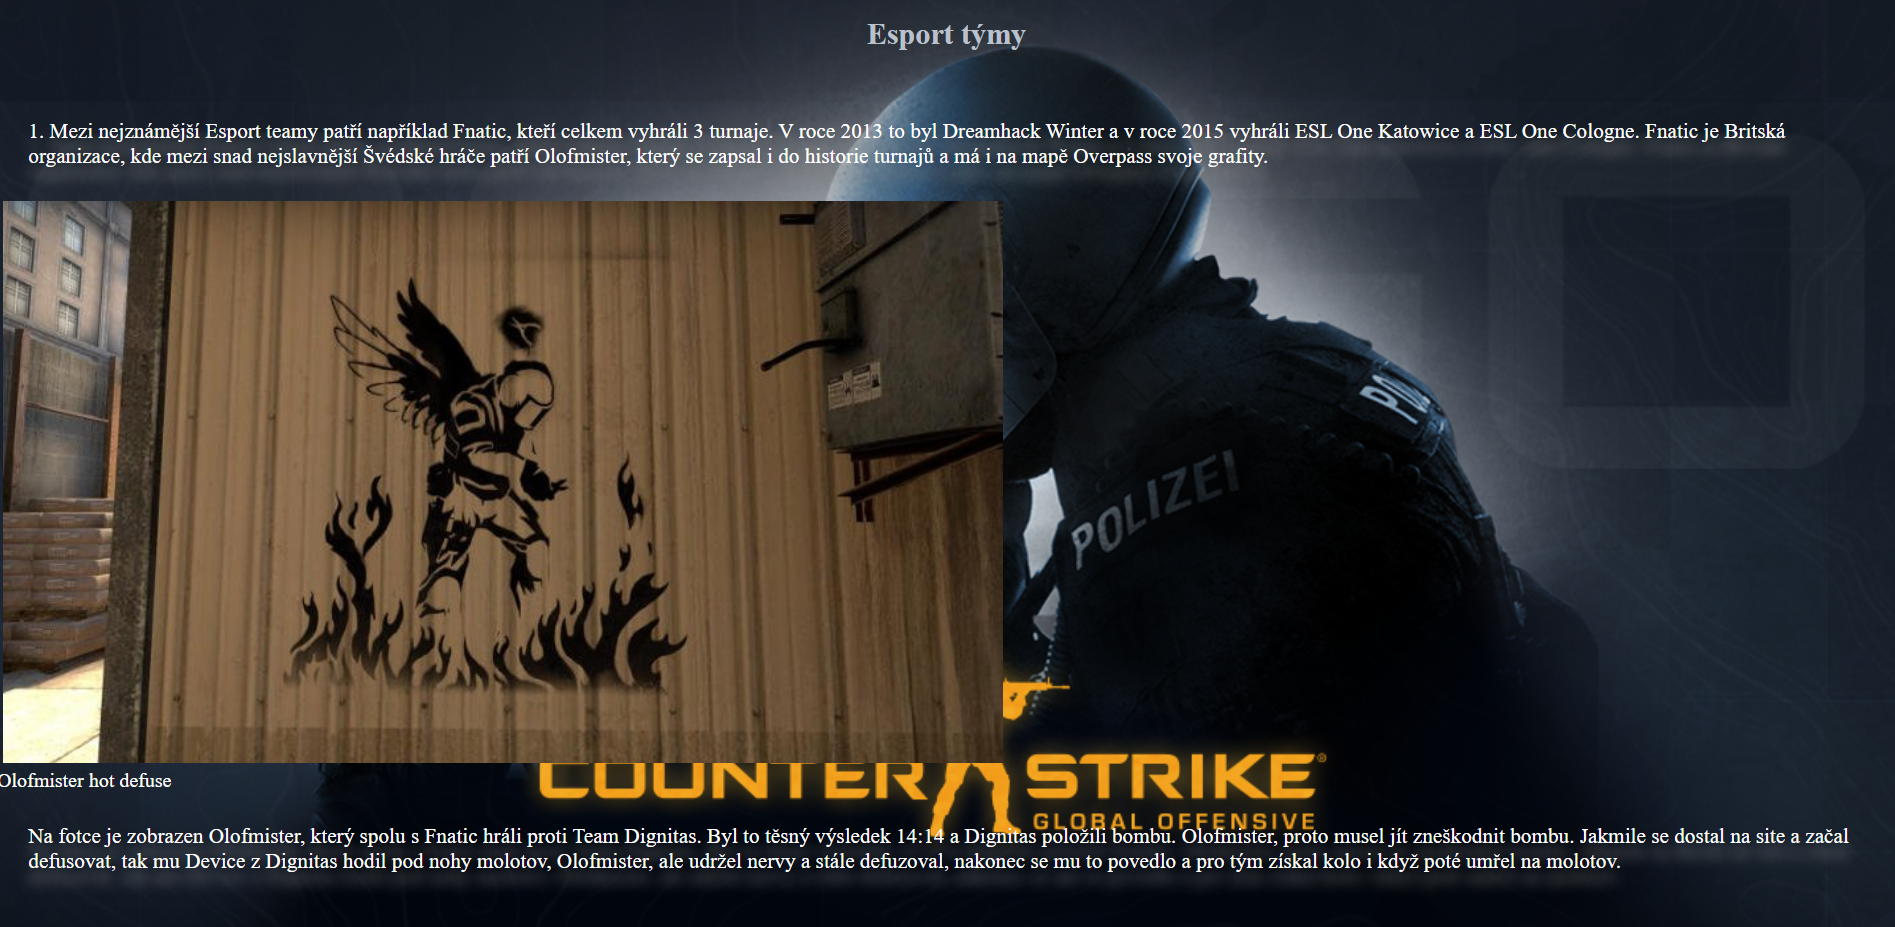 Esport týmy
1. Mezi nejznámější Esport teamy patří například Fnatic, kteří celkem vyhráli 3 turnaje. V roce 2013 to byl Dreamhack Winter a v roce 2015 vyhráli ESL One Katowice a ESL One Cologne. Fnatic je Britská
organizace, kde mezi snad nejslavnější Švédské hráče patří Olofmister, který se zapsal i do historie turnajů a má i na mapě Overpass svoje grafity.
POLIZEI
COUNTER STRIKE®
GLOBAL OFFENSIVE
Olofmister hot defuse
Na fotce je zobrazen Olofmister, který spolu s Fnatic hráli proti Team Dignitas. Byl to těsný výsledek 14:14 a Dignitas položili bombu. Olofmister, proto musel jít zneškodnit bombu. Jakmile se dostal na site a začal
defusovat, tak mu Device z Dignitas hodil pod nohy molotov, Olofmister, ale udržel nervy a stále defuzoval, nakonec se mu to povedlo a pro tým získal kolo i když poté umřel na molotov.